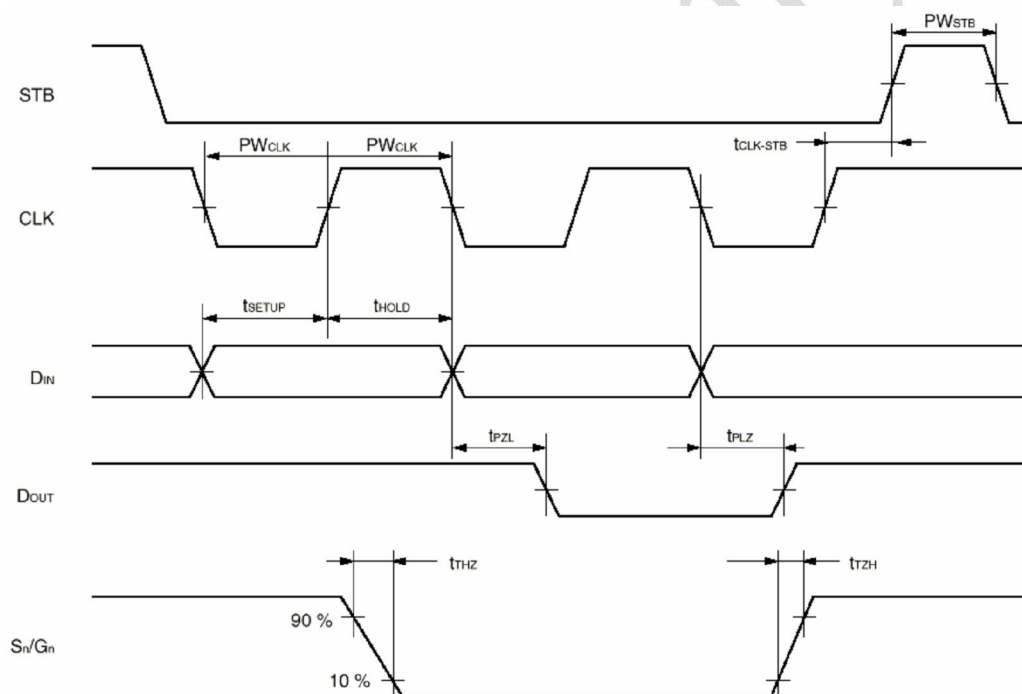 PWSTB
STB
PWCLK PWCLK
tCLK-STB
CLK
tSETUP tHOLD
DIN
tPZL tPLZ
DOUT
tTHZ tTZH
90 %
Sn/Gn
10 %